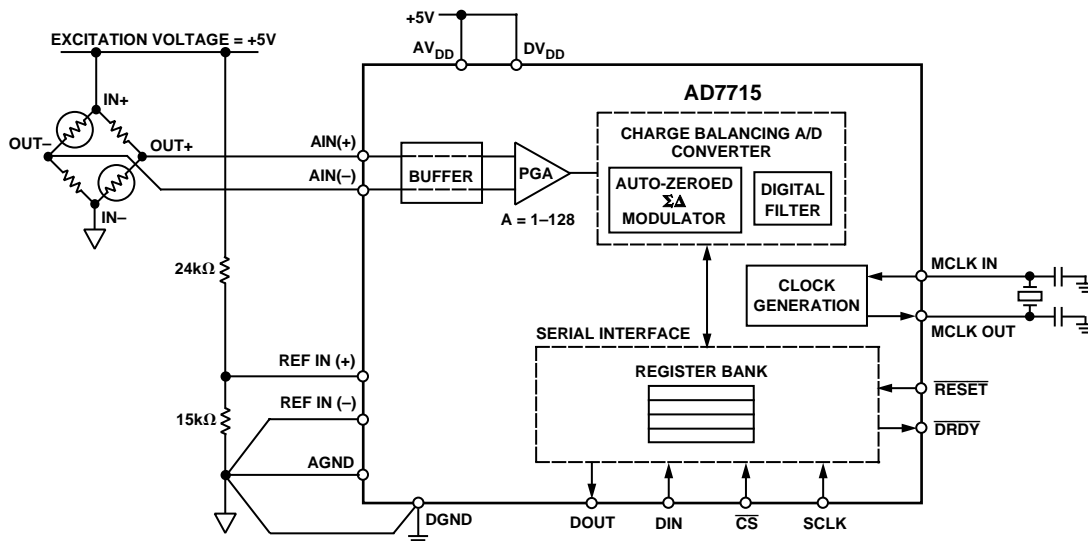 +5V
EXCITATION VOLTAGE = +5V
AVDD
DVDD
AD7715
IN+
OUT–
OUT+
IN–
AIN(+)
AIN(–)
BUFFER
PGA
A = 1–128
CHARGE BALANCING A/D
CONVERTER
AUTO-ZEROED
ΣΔ
MODULATOR
DIGITAL
FILTER
24kΩ
CLOCK
GENERATION
MCLK IN
MCLK OUT
SERIAL INTERFACE
REGISTER BANK
REF IN (+)
REF IN (–)
15kΩ
AGND
RESET
DRDY
DGND
DOUT
DIN
CS
SCLK